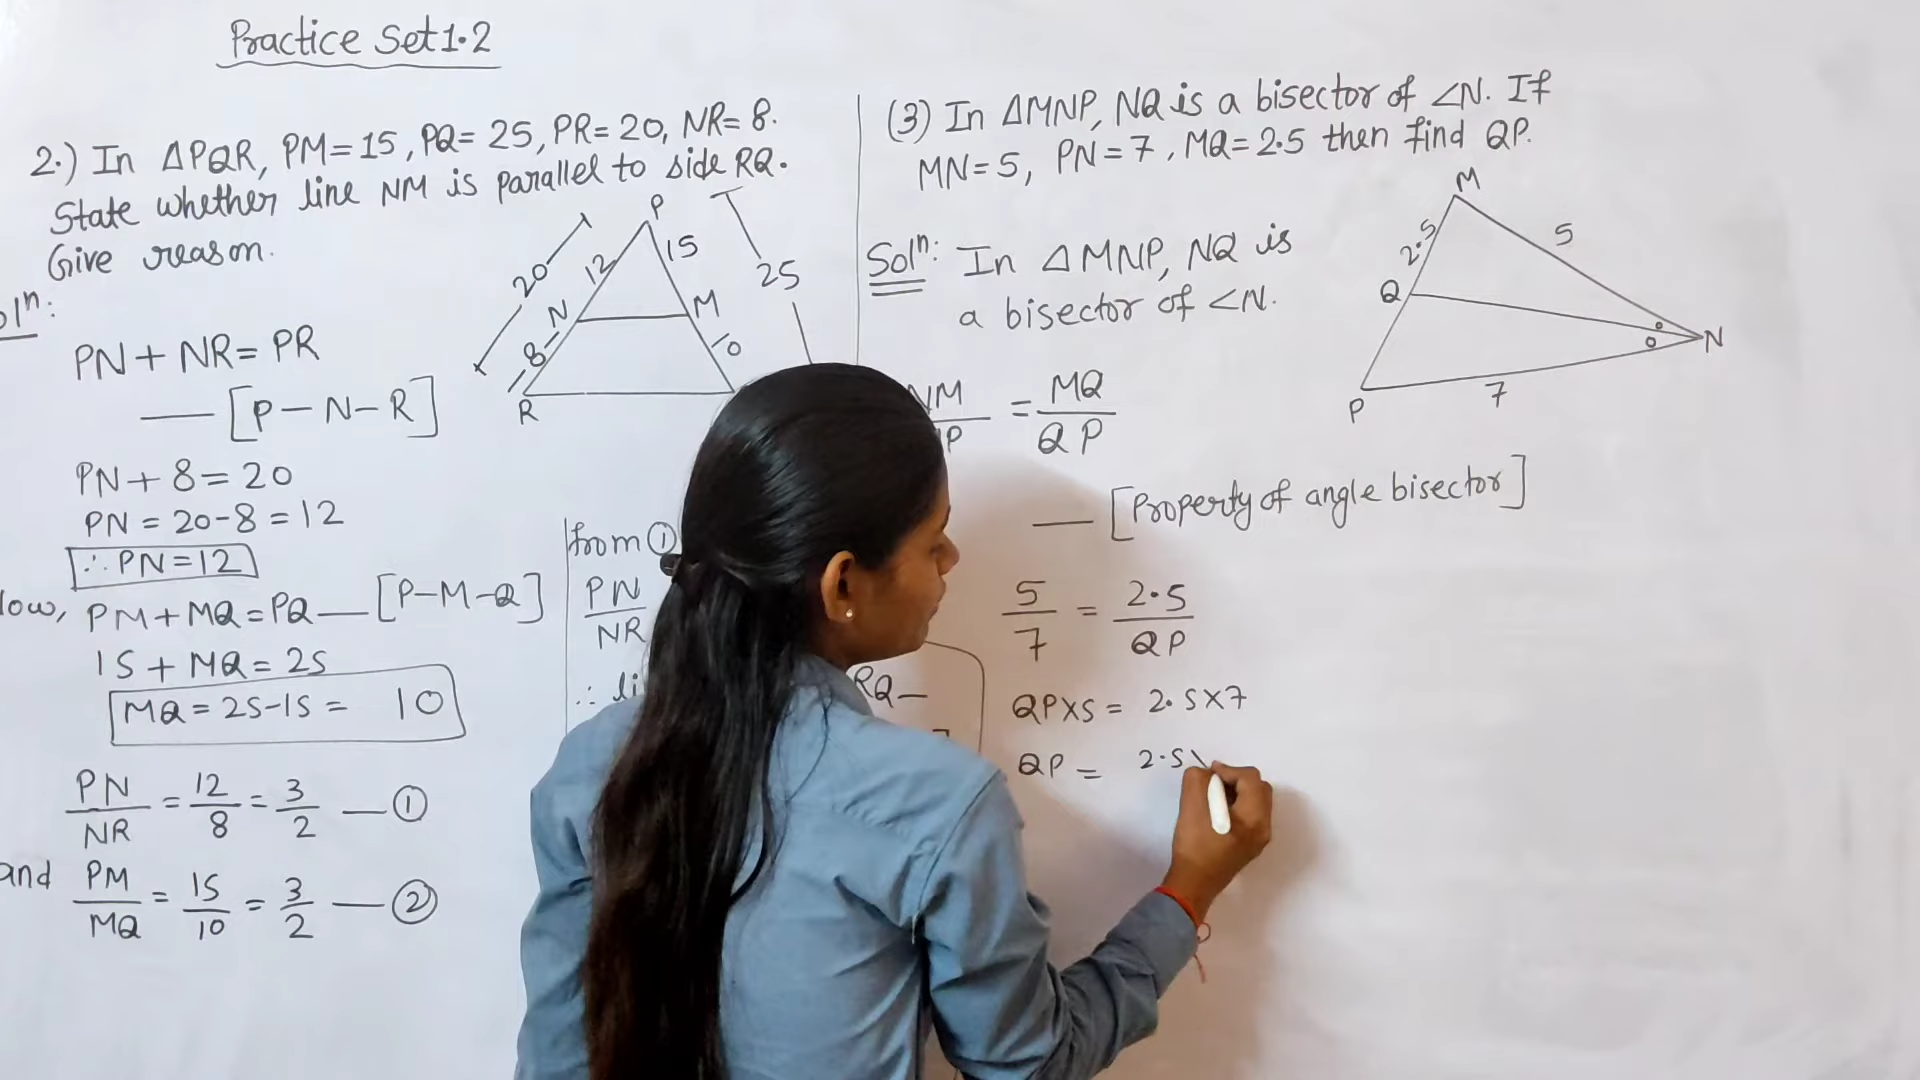 Practice Set 1.2
2.) In ΔPQR, PM=15, PQ=25, PR=20, NR=8.
State whether line NM is parallel to side RQ.
Give reason.
P
20
12
15
25
N
M
8
10
R
PN + NR = PR
— [P-N-R]
PN + 8 = 20
PN = 20-8 = 12
∴ PN=12
PM + MQ = PQ — [P-M-Q]
15 + MQ = 25
MQ = 25-15 = 10
PN/NR = 12/8 = 3/2 — ①
and PM/MQ = 15/10 = 3/2 — ②
from ①
PN/NR
∴
RQ —
(3) In ΔMNP, NQ is a bisector of ∠N. If
MN=5, PN=7, MQ=2.5 then find QP.
Solⁿ: In ΔMNP, NQ is
a bisector of ∠N.
M
2.5
5
Q
N
P
7
NM = MQ/QP
— [Property of angle bisector]
5/7 = 2.5/QP
QP×5 = 2.5×7
QP = 2.5